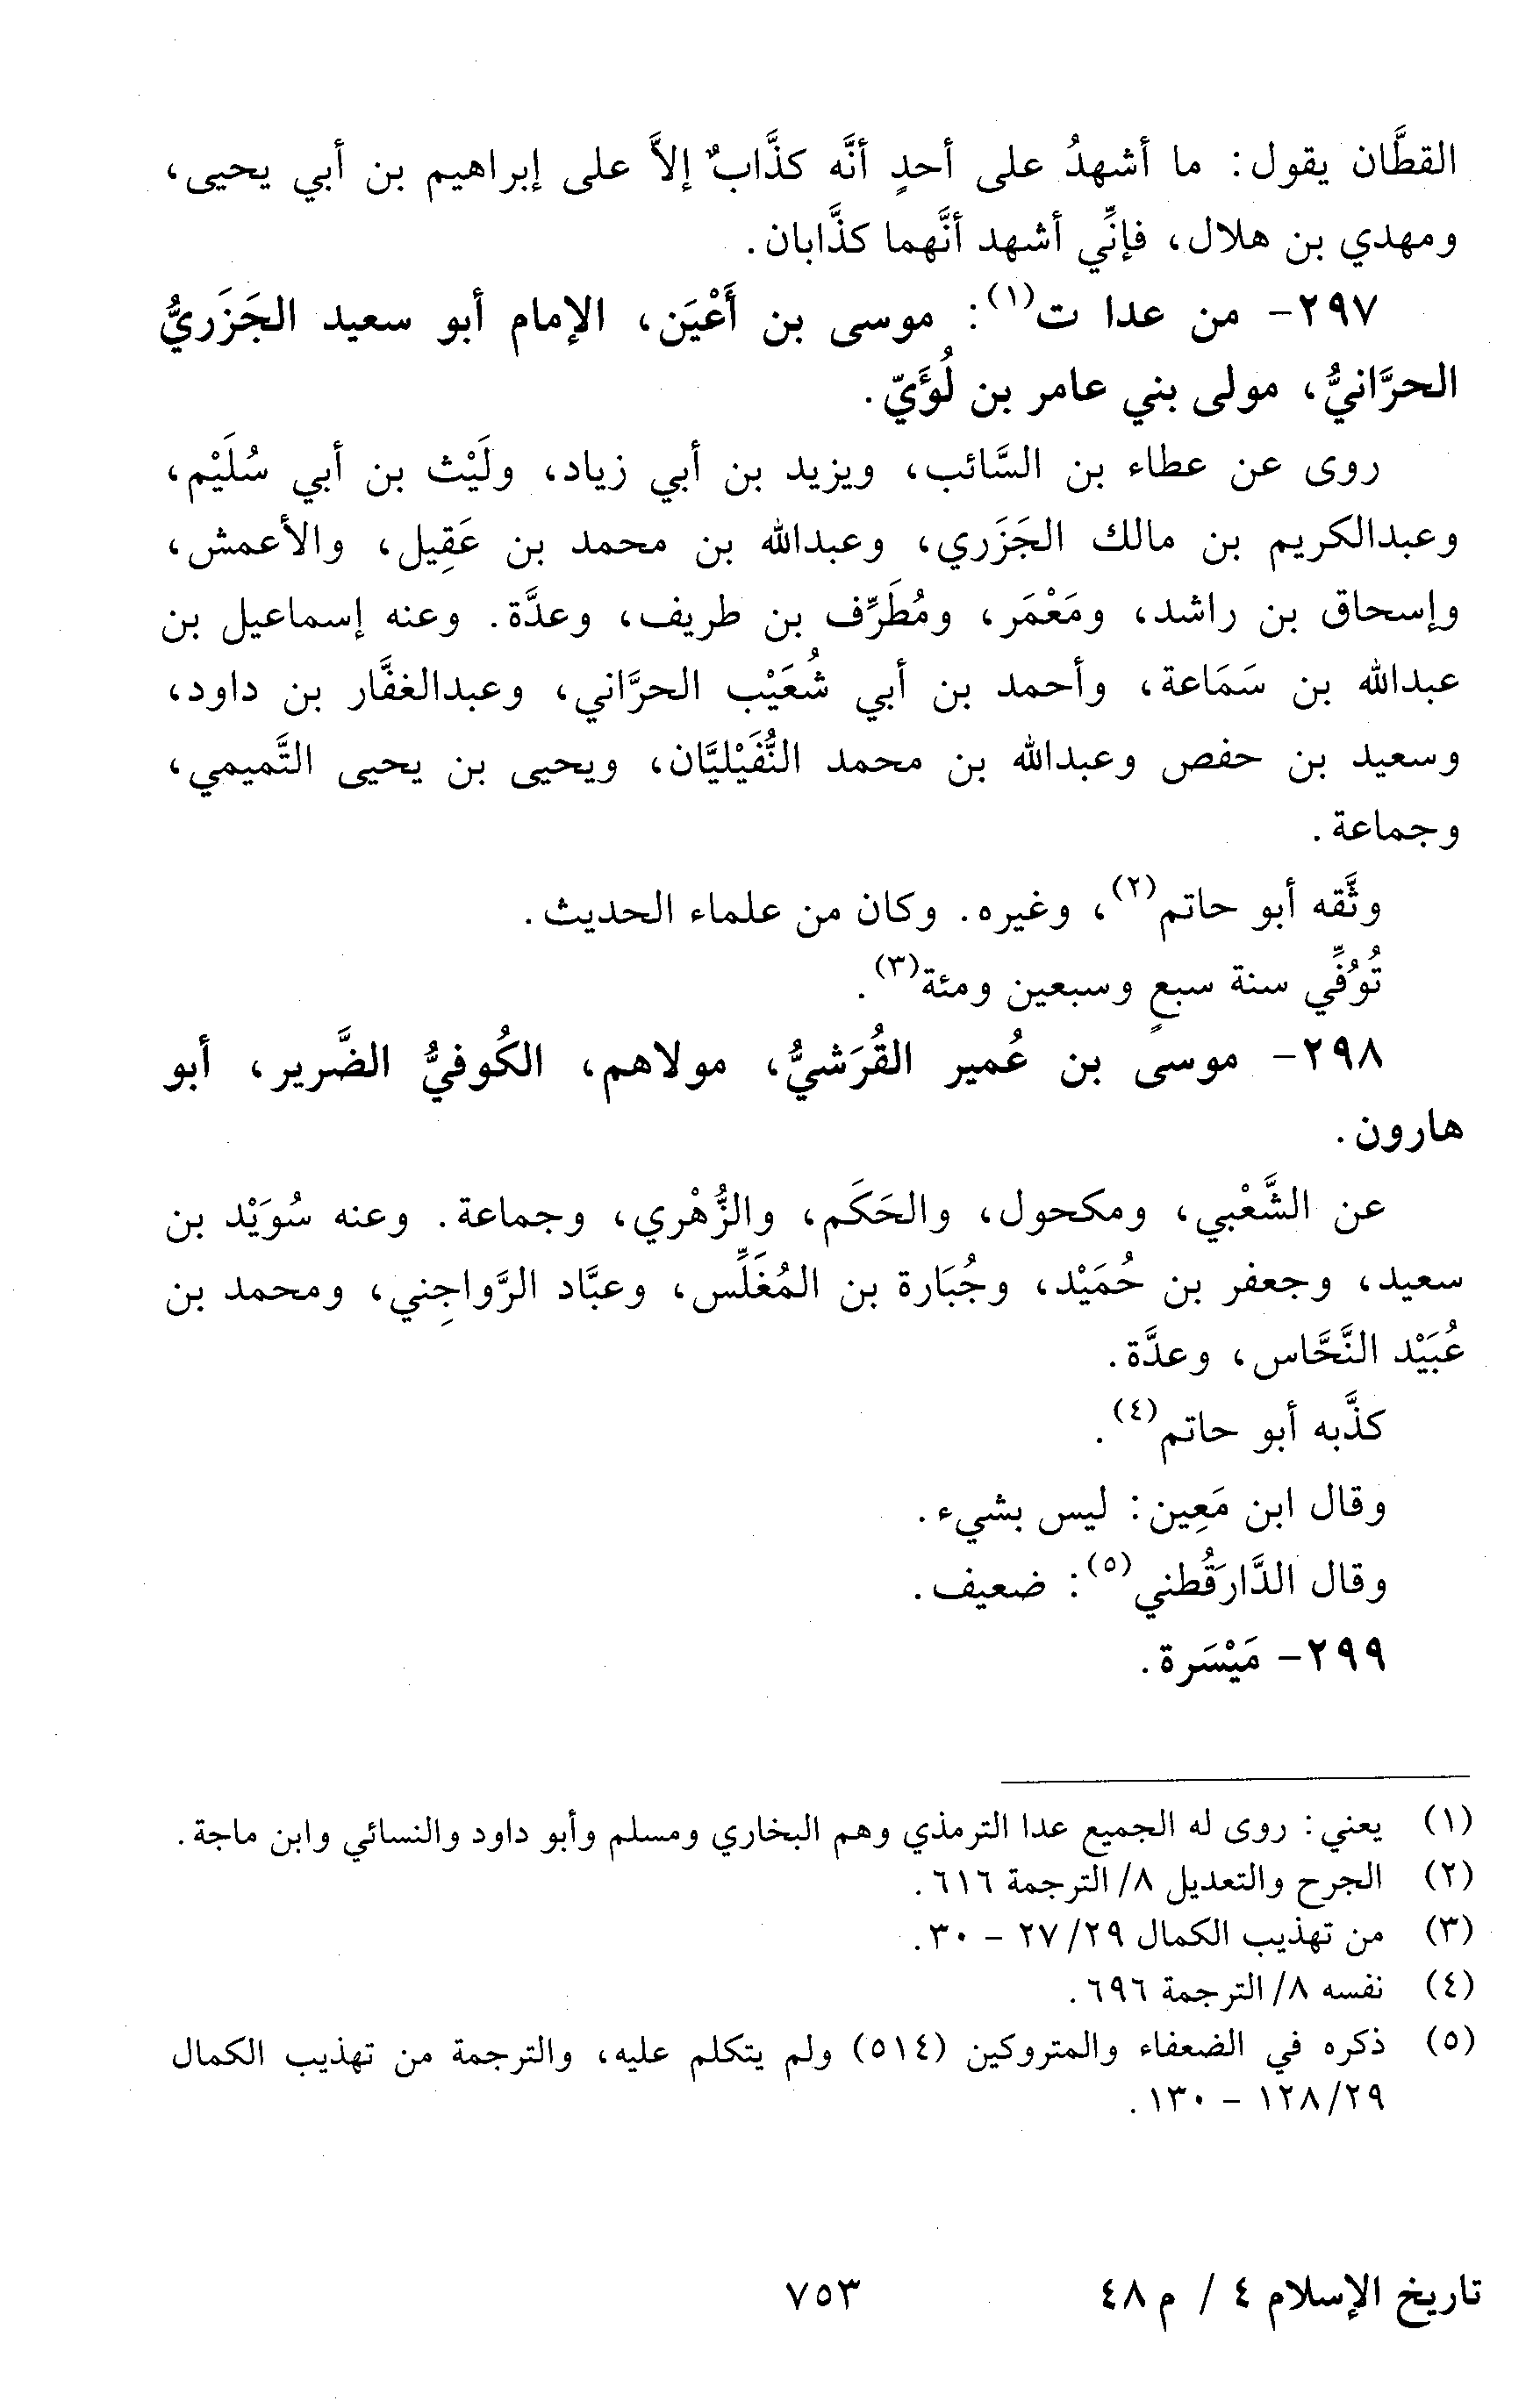 القطَّان يقول: ما أشهدُ على أحدٍ أنَّه كذَّابٌ إلاَّ على إبراهيم بن أبي يحيى،
ومهدي بن هلال، فإنِّي أشهد أنَّهما كذَّابان.
٢٩٧- من عدا ت(١): موسى بن أَعْيَن، الإمام أبو سعيد الجَزَريُّ
الحرَّانيُّ، مولى بني عامر بن لُؤَيّ.
روى عن عطاء بن السَّائب، ويزيد بن أبي زياد، ولَيْث بن أبي سُلَيْم،
وعبدالكريم بن مالك الجَزَري، وعبدالله بن محمد بن عَقِيل، والأعمش،
وإسحاق بن راشد، ومَعْمَر، ومُطَرِّف بن طريف، وعدَّة. وعنه إسماعيل بن
عبدالله بن سَمَاعة، وأحمد بن أبي شُعَيْب الحرَّاني، وعبدالغفَّار بن داود،
وسعيد بن حفص وعبدالله بن محمد النُّفَيْليَّان، ويحيى بن يحيى التَّميمي،
وجماعة.
وثَّقه أبو حاتم(٢)، وغيره. وكان من علماء الحديث.
تُوُفِّي سنة سبعٍ وسبعين ومئة(٣).
٢٩٨- موسى بن عُمير القُرَشيُّ، مولاهم، الكُوفيُّ الضَّرير، أبو
هارون.
عن الشَّعْبي، ومكحول، والحَكَم، والزُّهْري، وجماعة. وعنه سُوَيْد بن
سعيد، وجعفر بن حُمَيْد، وجُبَارة بن المُغَلِّس، وعبَّاد الرَّواجِني، ومحمد بن
عُبَيْد النَّحَّاس، وعدَّة.
كذَّبه أبو حاتم(٤).
وقال ابن مَعِين: ليس بشيء.
وقال الدَّارَقُطني(٥): ضعيف.
٢٩٩- مَيْسَرة.
(١) يعني: روى له الجميع عدا الترمذي وهم البخاري ومسلم وأبو داود والنسائي وابن ماجة.
(٢) الجرح والتعديل ٨/ الترجمة ٦١٦.
(٣) من تهذيب الكمال ٢٩/ ٢٧ - ٣٠.
(٤) نفسه ٨/ الترجمة ٦٩٦.
(٥) ذكره في الضعفاء والمتروكين (٥١٤) ولم يتكلم عليه، والترجمة من تهذيب الكمال
٢٩/ ١٢٨ - ١٣٠.
تاريخ الإسلام ٤ / م ٤٨ ٧٥٣